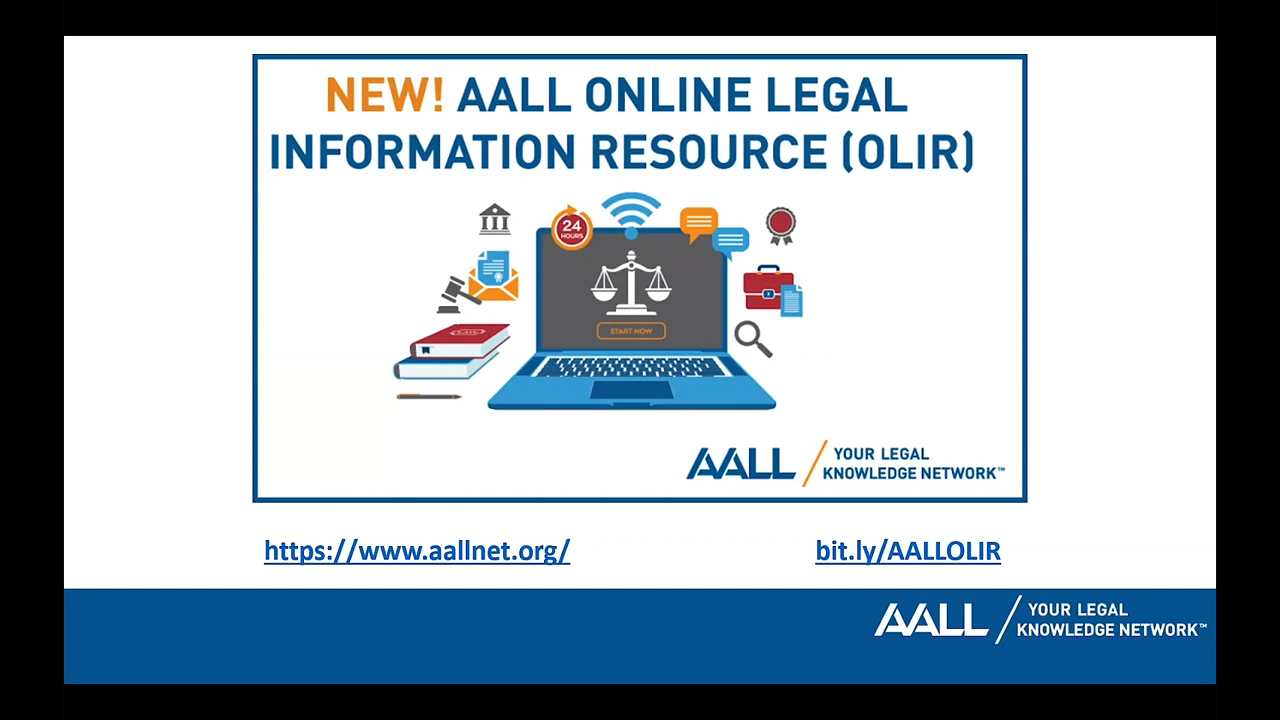 NEW! AALL ONLINE LEGAL
INFORMATION RESOURCE (OLIR)
24
HOURS
START NOW
LAW
AALL
YOUR LEGAL
KNOWLEDGE NETWORK™
https://www.aallnet.org/
bit.ly/AALLOLIR
AALL
YOUR LEGAL
KNOWLEDGE NETWORK™